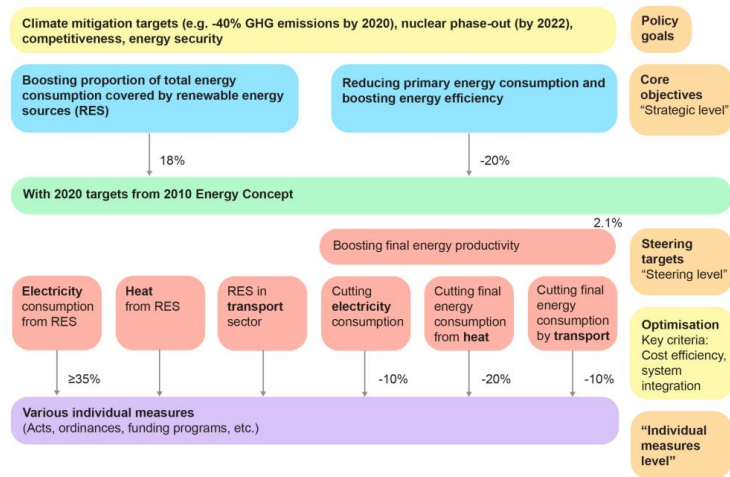 Climate mitigation targets (e.g. -40% GHG emissions by 2020), nuclear phase-out (by 2022),
competitiveness, energy security
Policy
goals
Boosting proportion of total energy
consumption covered by renewable energy
sources (RES)
Reducing primary energy consumption and
boosting energy efficiency
Core
objectives
“Strategic level”
18%
-20%
With 2020 targets from 2010 Energy Concept
2.1%
Boosting final energy productivity
Steering
targets
“Steering level”
Electricity
consumption
from RES
Heat
from RES
RES in
transport
sector
Cutting
electricity
consumption
Cutting final
energy
consumption
from heat
Cutting final
energy
consumption
by transport
Optimisation
Key criteria:
Cost efficiency,
system
integration
≥35%
-10%
-20%
-10%
Various individual measures
(Acts, ordinances, funding programs, etc.)
“Individual
measures
level”